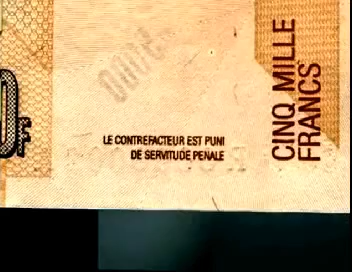 LE CONTREFACTEUR EST PUNI
DE SERVITUDE PENALE
CINQ MILLE
FRANCS